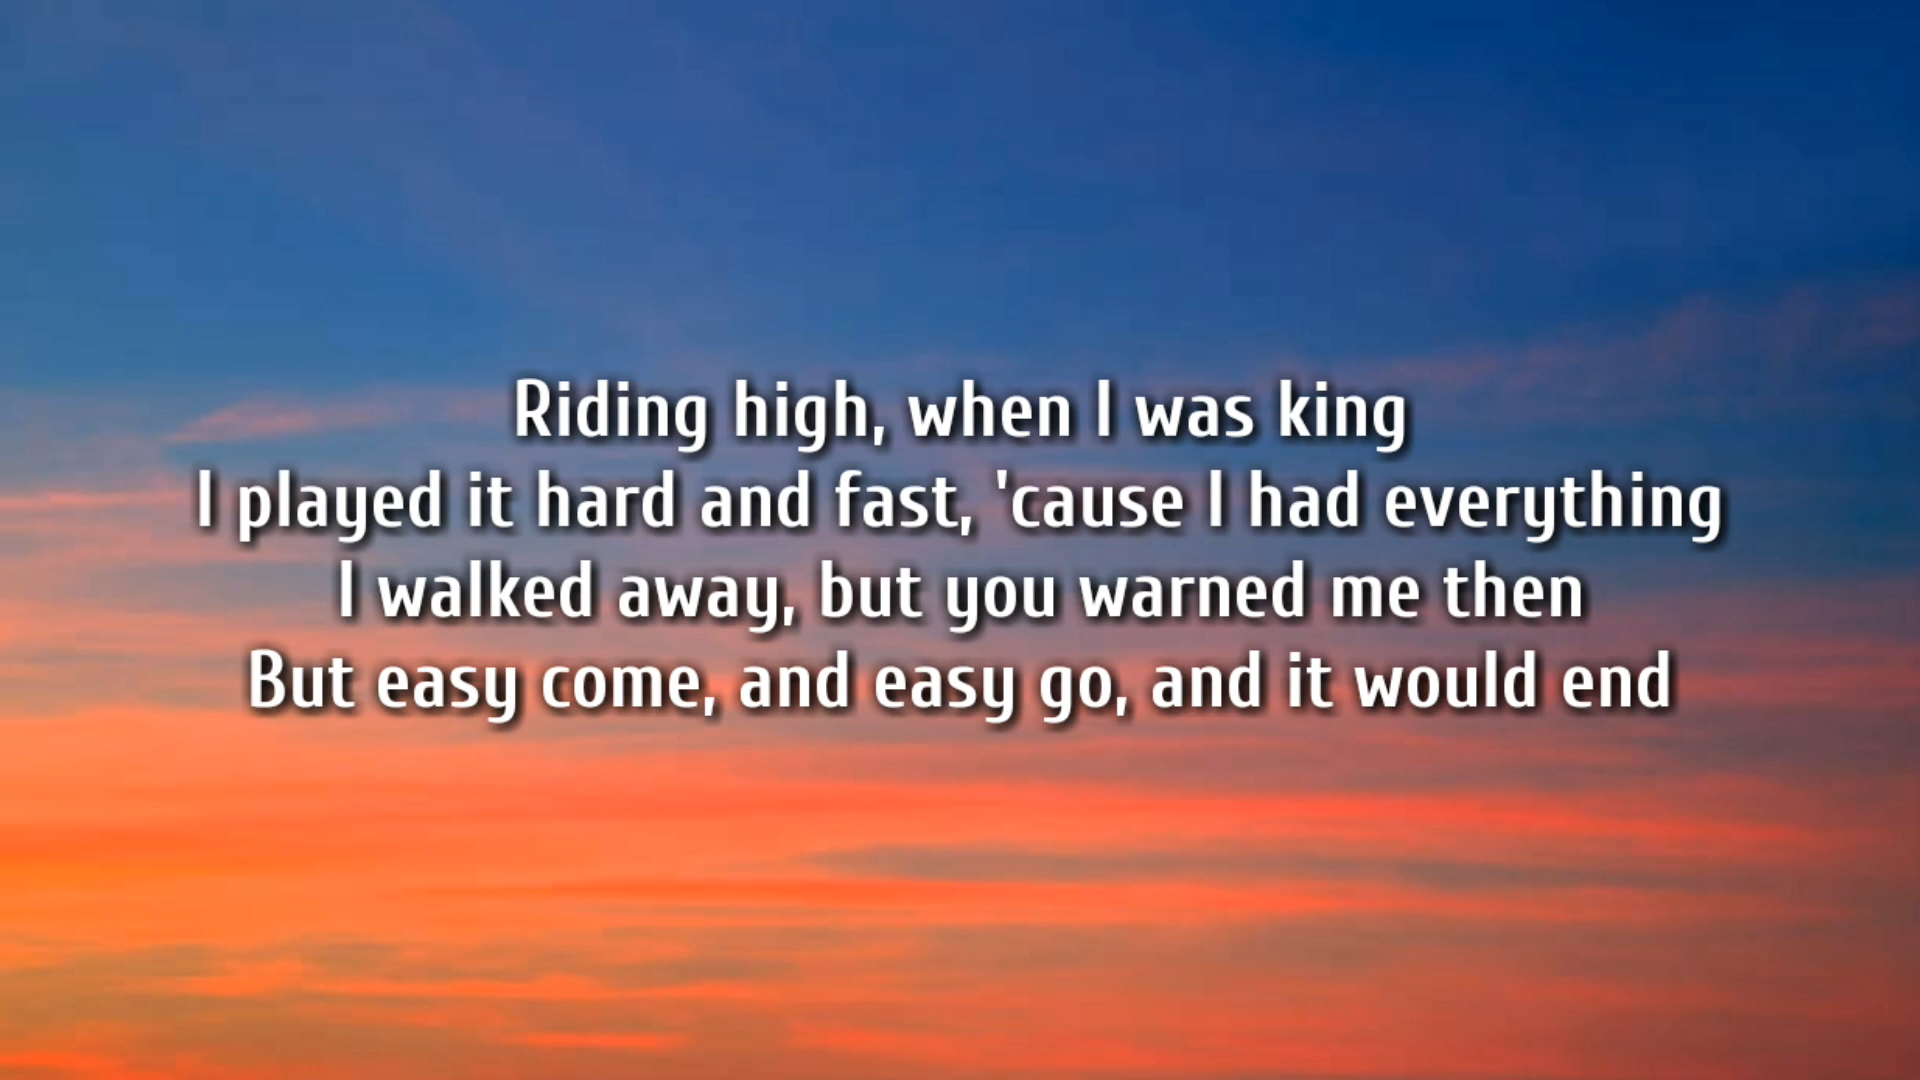 Riding high, when I was king
I played it hard and fast, 'cause I had everything
I walked away, but you warned me then
But easy come, and easy go, and it would end